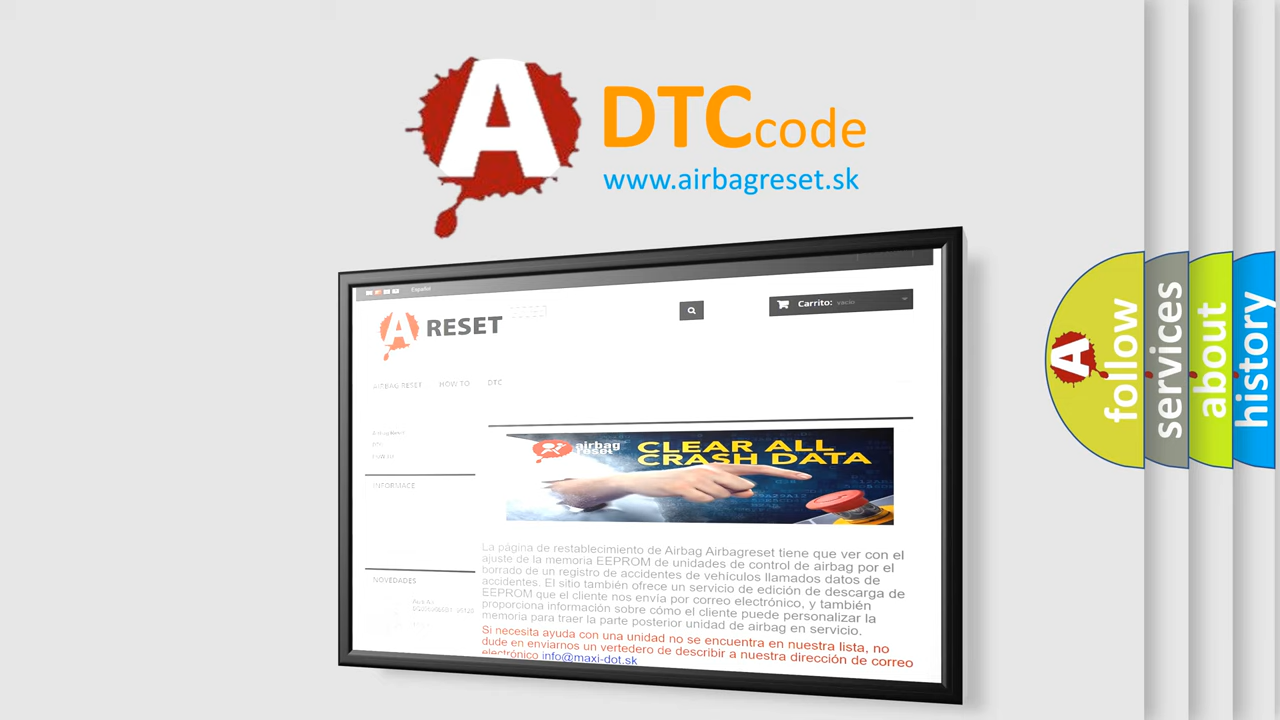 A DTCcode
www.airbagreset.sk
Español
A RESET
Carrito: vacío
AIRBAG RESET HOW TO DTC
INFORMACE
airbag
reset
CLEAR ALL
CRASH DATA
La página de restablecimiento de Airbag Airbagreset tiene que ver con el
ajuste de la memoria EEPROM de unidades de control de airbag por el
borrado de un registro de accidentes de vehículos llamados datos de
accidentes. El sitio también ofrece un servicio de edición de descarga de
EEPROM que el cliente nos envía por correo electrónico, y también
proporciona información sobre cómo el cliente puede personalizar la
memoria para traer la parte posterior unidad de airbag en servicio.
Si necesita ayuda con una unidad no se encuentra en nuestra lista, no
dude en enviarnos un vertedero de describir a nuestra dirección de correo
electrónico info@maxi-dot.sk
NOVEDADES
A follow
services
about
history